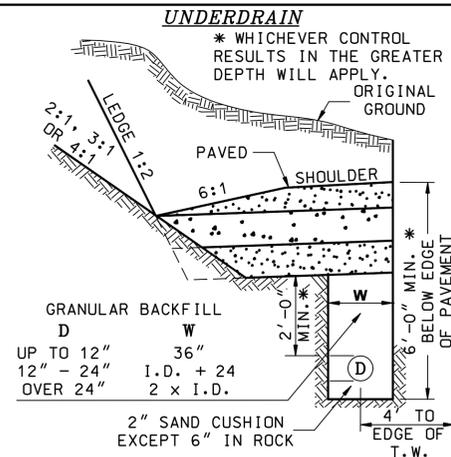 UNDERDRAIN
* WHICHEVER CONTROL
RESULTS IN THE GREATER
DEPTH WILL APPLY.
ORIGINAL
GROUND
LEDGE 1:2
2:1, 3:1
OR 4:1
PAVED
SHOULDER
6:1
GRANULAR BACKFILL
D W
UP TO 12" 36"
12" - 24" I.D. + 24
OVER 24" 2 x I.D.
2'-0"
MIN. *
W
D
6'-0" MIN. *
BELOW EDGE
OF PAVEMENT
2" SAND CUSHION
EXCEPT 6" IN ROCK
4' TO
EDGE OF
T.W.